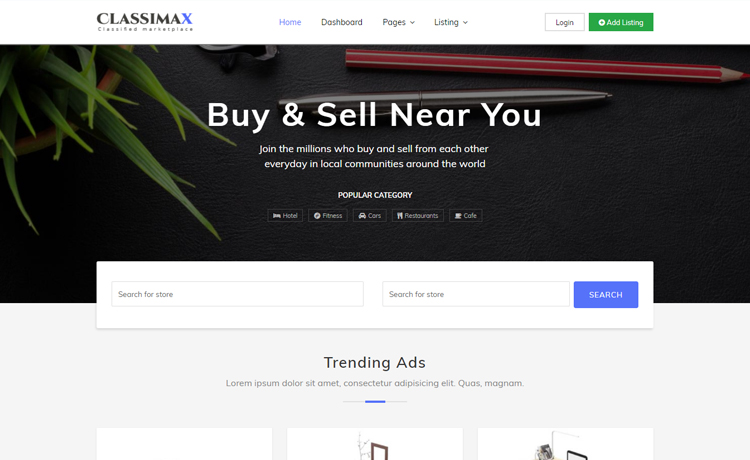 CLASSIMAX
Classified marketplace
Home
Dashboard
Pages
Listing
Login
Add Listing
Buy & Sell Near You
Join the millions who buy and sell from each other
everyday in local communities around the world
POPULAR CATEGORY
Hotel
Fitness
Cars
Restaurants
Cafe
Search for store
Search for store
SEARCH
Trending Ads
Lorem ipsum dolor sit amet, consectetur adipisicing elit. Quas, magnam.